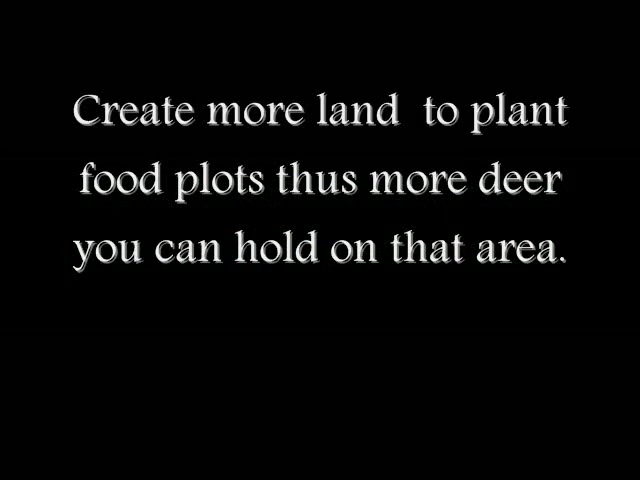 Create more land  to plant
food plots thus more deer
you can hold on that area.